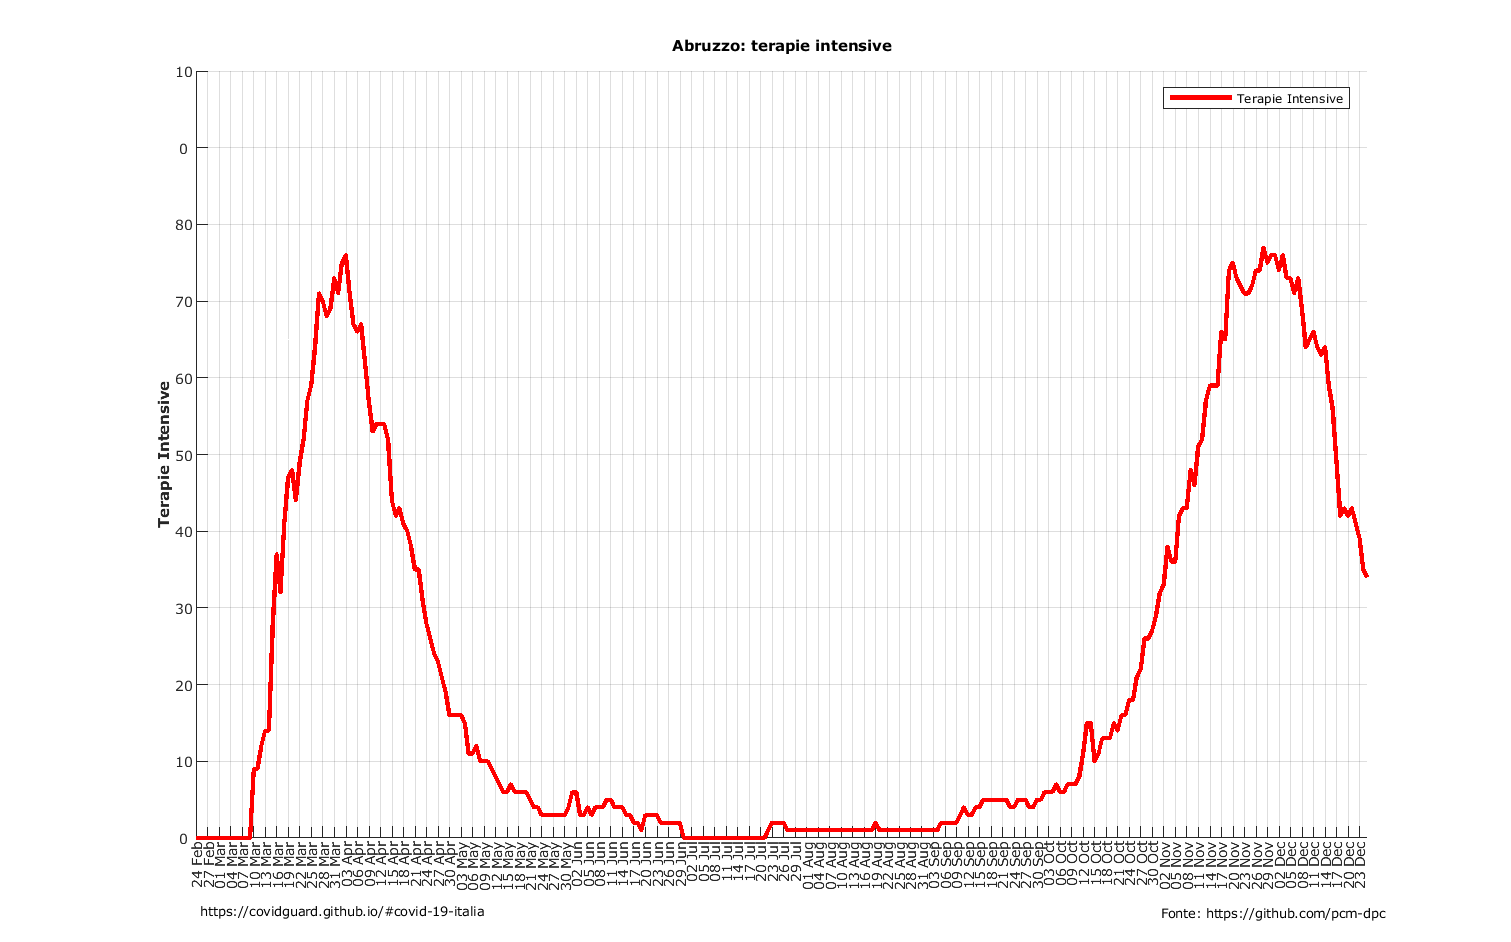 Abruzzo: terapie intensive
Terapie Intensive
10
0
80
70
60
50
40
30
20
10
0
Terapie Intensive
24 Feb
27 Feb
01 Mar
04 Mar
07 Mar
10 Mar
13 Mar
16 Mar
19 Mar
22 Mar
25 Mar
28 Mar
31 Mar
03 Apr
06 Apr
09 Apr
12 Apr
15 Apr
18 Apr
21 Apr
24 Apr
27 Apr
30 Apr
03 May
06 May
09 May
12 May
15 May
18 May
21 May
24 May
27 May
30 May
02 Jun
05 Jun
08 Jun
11 Jun
14 Jun
17 Jun
20 Jun
23 Jun
26 Jun
29 Jun
02 Jul
05 Jul
08 Jul
11 Jul
14 Jul
17 Jul
20 Jul
23 Jul
26 Jul
29 Jul
01 Aug
04 Aug
07 Aug
10 Aug
13 Aug
16 Aug
19 Aug
22 Aug
25 Aug
28 Aug
31 Aug
03 Sep
06 Sep
09 Sep
12 Sep
15 Sep
18 Sep
21 Sep
24 Sep
27 Sep
30 Sep
03 Oct
06 Oct
09 Oct
12 Oct
15 Oct
18 Oct
21 Oct
24 Oct
27 Oct
30 Oct
02 Nov
05 Nov
08 Nov
11 Nov
14 Nov
17 Nov
20 Nov
23 Nov
26 Nov
29 Nov
02 Dec
05 Dec
08 Dec
11 Dec
14 Dec
17 Dec
20 Dec
23 Dec
https://covidguard.github.io/#covid-19-italia
Fonte: https://github.com/pcm-dpc